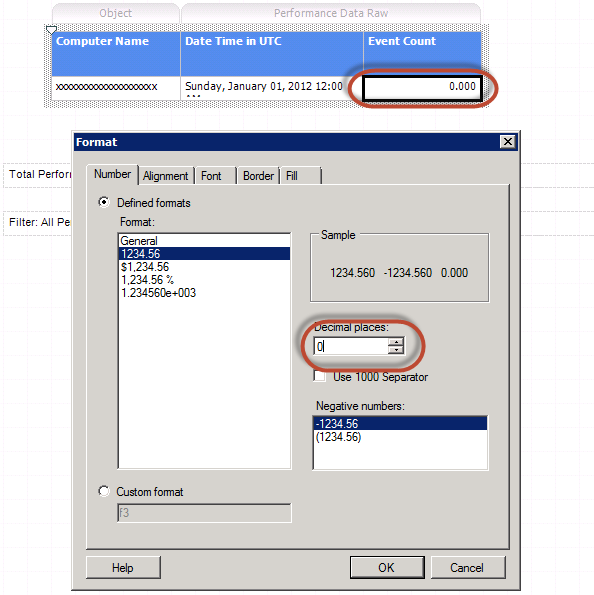 Object Performance Data Raw
Computer Name Date Time in UTC Event Count
xxxxxxxxxxxxxxxxxxx Sunday, January 01, 2012 12:00 0.000
Format
Total Perforn
Number Alignment Font Border Fill
Filter: All Pe
Defined formats
Format:
General
1234.56
$1,234.56
1,234.56 %
1.234560e+003
Sample
1234.560 -1234.560 0.000
Decimal places:
0
Use 1000 Separator
Negative numbers:
-1234.56
(1234.56)
Custom format
f3
Help OK Cancel